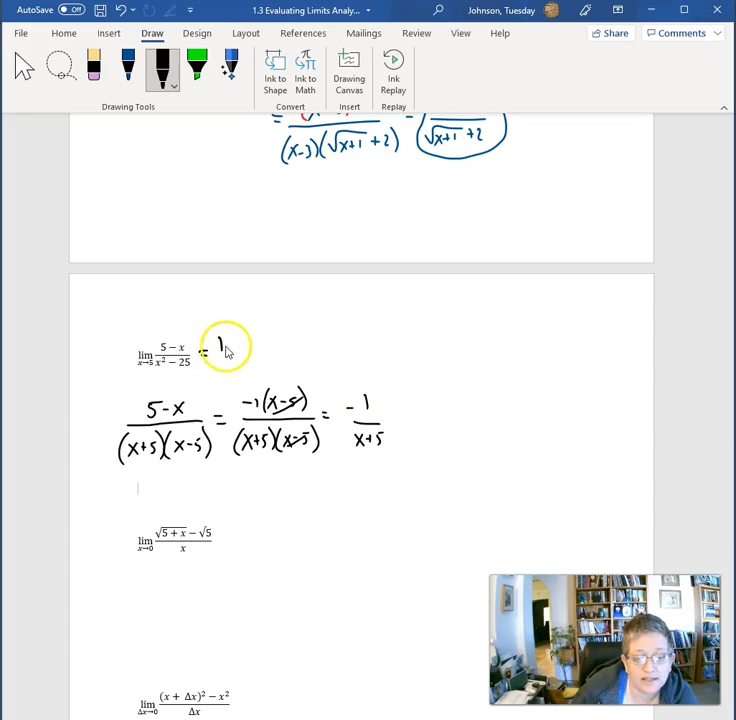 AutoSave Off 1.3 Evaluating Limits Analy... Johnson, Tuesday
File Home Insert Draw Design Layout References Mailings Review View Help Share Comments
Ink to Shape Ink to Math Drawing Canvas Ink Replay
Drawing Tools Convert Insert Replay
= / (x-3)(√x+1 +2) = / √x+1 +2
lim x→5 5 − x / x² − 25 = 1
5-x / (x+5)(x-5) = -1(x-5) / (x+5)(x-5) = -1 / x+5
lim x→0 √5 + x − √5 / x
lim Δx→0 (x + Δx)² − x² / Δx